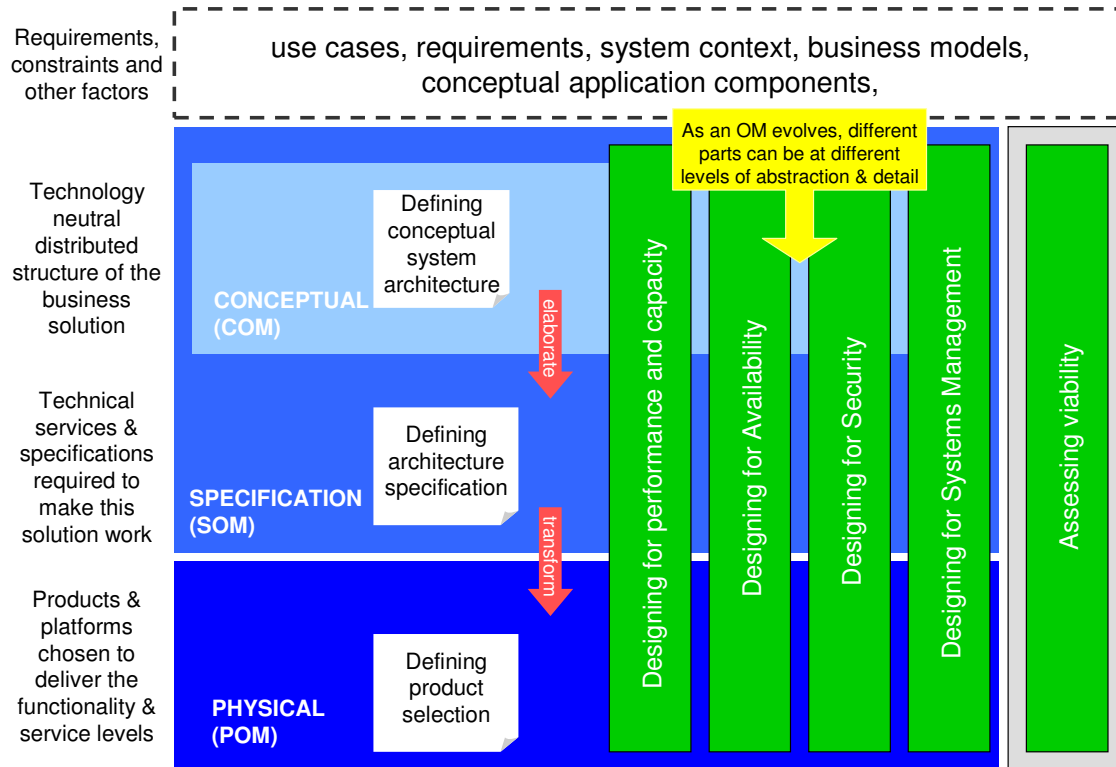 Requirements,
constraints and
other factors
use cases, requirements, system context, business models,
conceptual application components,
As an OM evolves, different
parts can be at different
levels of abstraction & detail
Technology
neutral
distributed
structure of the
business
solution
Defining
conceptual
system
architecture
CONCEPTUAL
(COM)
elaborate
Technical
services &
specifications
required to
make this
solution work
Defining
architecture
specification
SPECIFICATION
(SOM)
transform
Products &
platforms
chosen to
deliver the
functionality &
service levels
Defining
product
selection
PHYSICAL
(POM)
Designing for performance and capacity
Designing for Availability
Designing for Security
Designing for Systems Management
Assessing viability